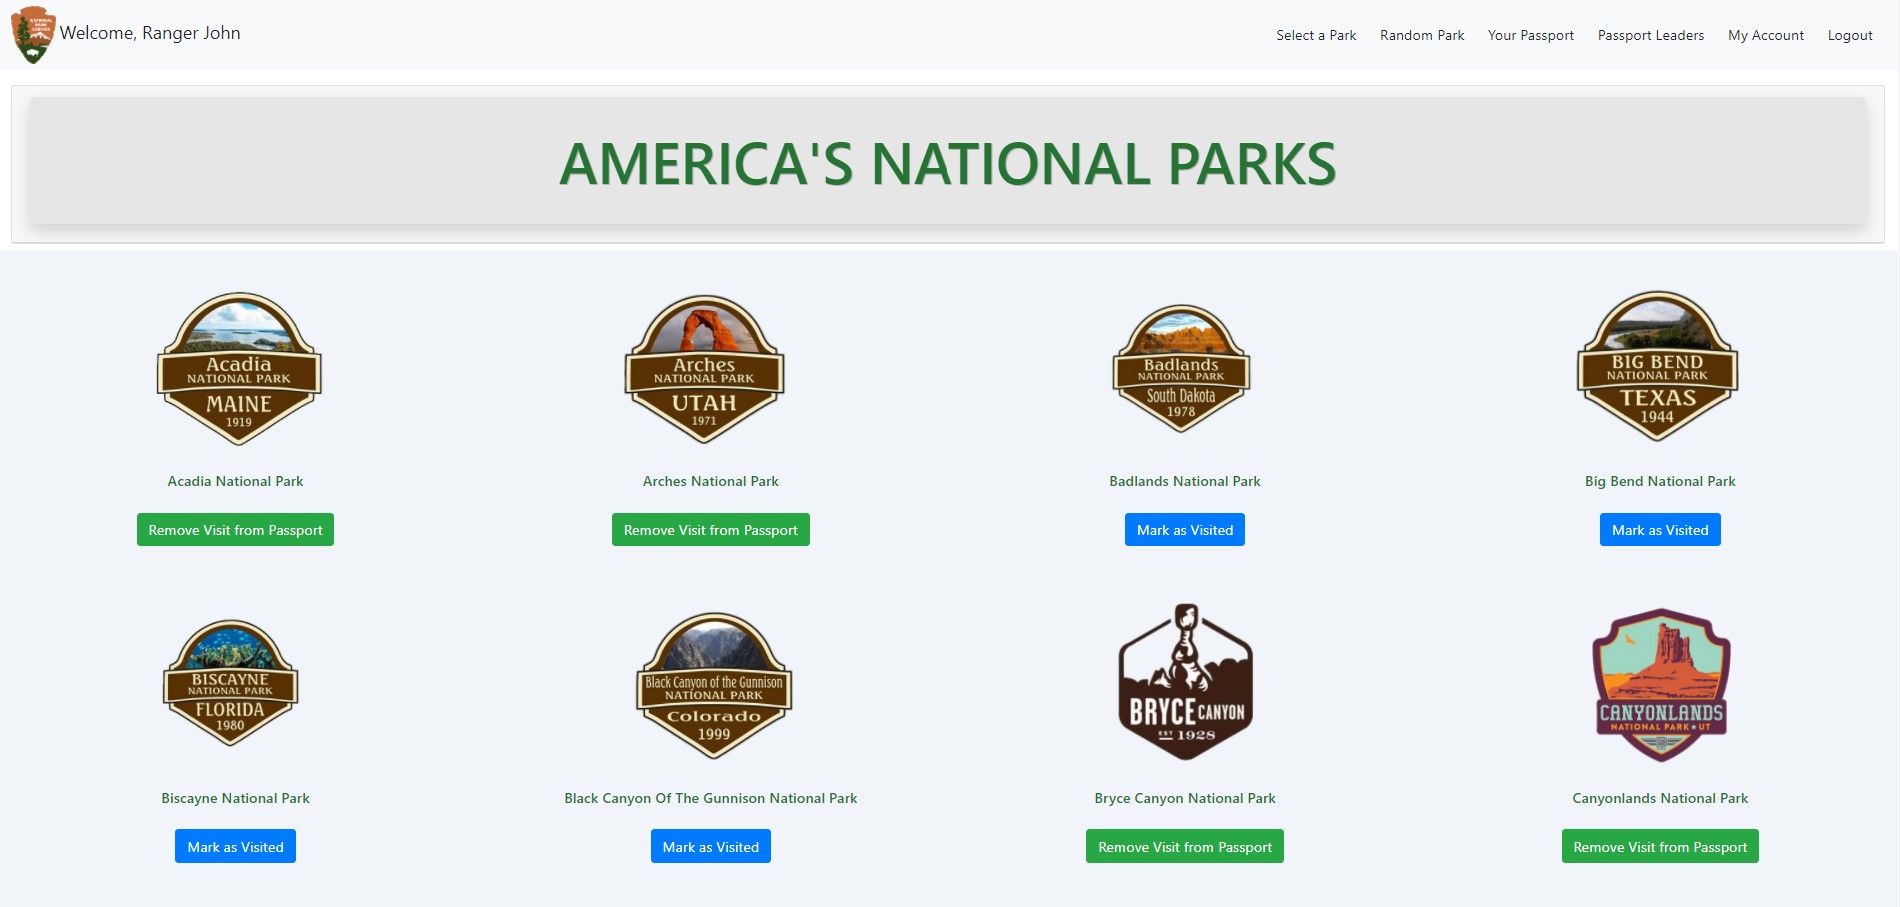 NATIONAL
PARK
SERVICE
Welcome, Ranger John
Select a Park
Random Park
Your Passport
Passport Leaders
My Account
Logout
AMERICA'S NATIONAL PARKS
Acadia
NATIONAL PARK
MAINE
1919
Arches
NATIONAL PARK
UTAH
1971
Badlands
NATIONAL PARK
South Dakota
1978
BIG BEND
NATIONAL PARK
TEXAS
1944
Acadia National Park
Arches National Park
Badlands National Park
Big Bend National Park
Remove Visit from Passport
Remove Visit from Passport
Mark as Visited
Mark as Visited
BISCAYNE
NATIONAL PARK
FLORIDA
1980
Black Canyon of the Gunnison
NATIONAL PARK
Colorado
1999
BRYCE CANYON
EST 1928
CANYONLANDS
NATIONAL PARK ★ UT
Biscayne National Park
Black Canyon Of The Gunnison National Park
Bryce Canyon National Park
Canyonlands National Park
Mark as Visited
Mark as Visited
Remove Visit from Passport
Remove Visit from Passport